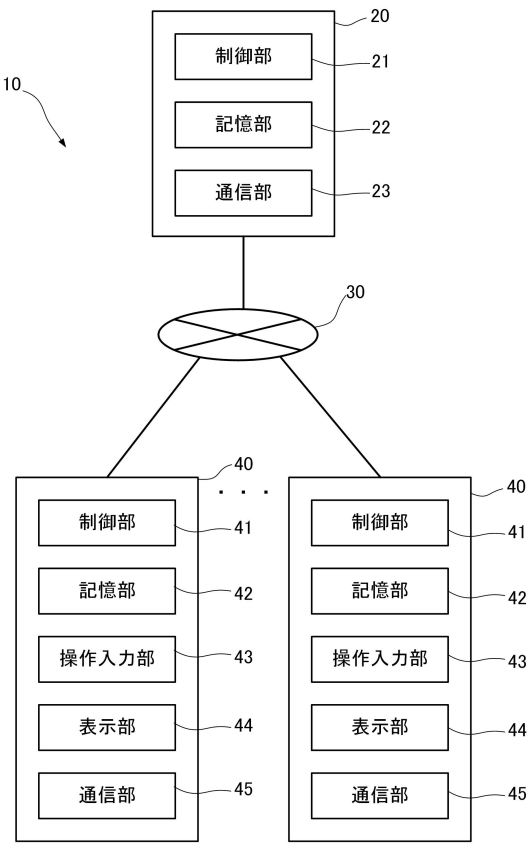 20
制御部 21
10
記憶部 22
通信部 23
30
40 40
・・・
制御部 41 制御部 41
記憶部 42 記憶部 42
操作入力部 43 操作入力部 43
表示部 44 表示部 44
通信部 45 通信部 45